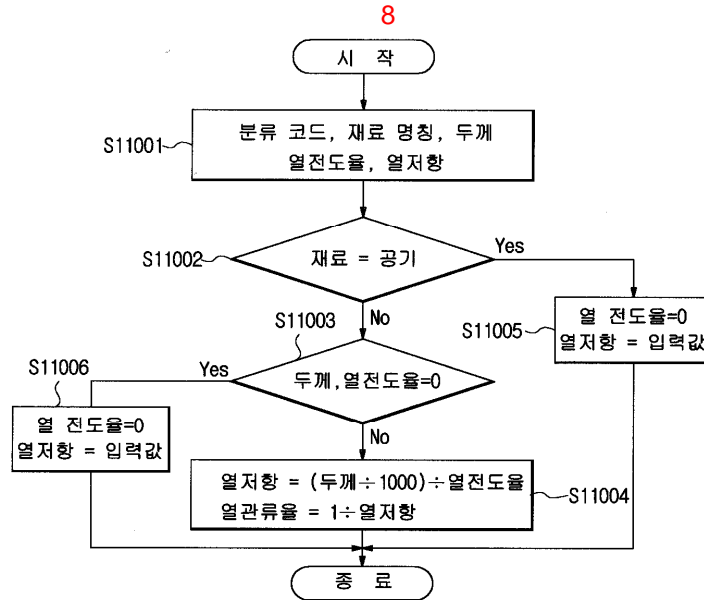 8
시 작
S11001
분류 코드, 재료 명칭, 두께
열전도율, 열저항
S11002
재료 = 공기
Yes
No
S11003
S11005
열 전도율=0
열저항 = 입력값
S11006
Yes
두께,열전도율=0
열 전도율=0
열저항 = 입력값
No
열저항 = (두께÷1000)÷열전도율
열관류율 = 1÷열저항
S11004
종 료